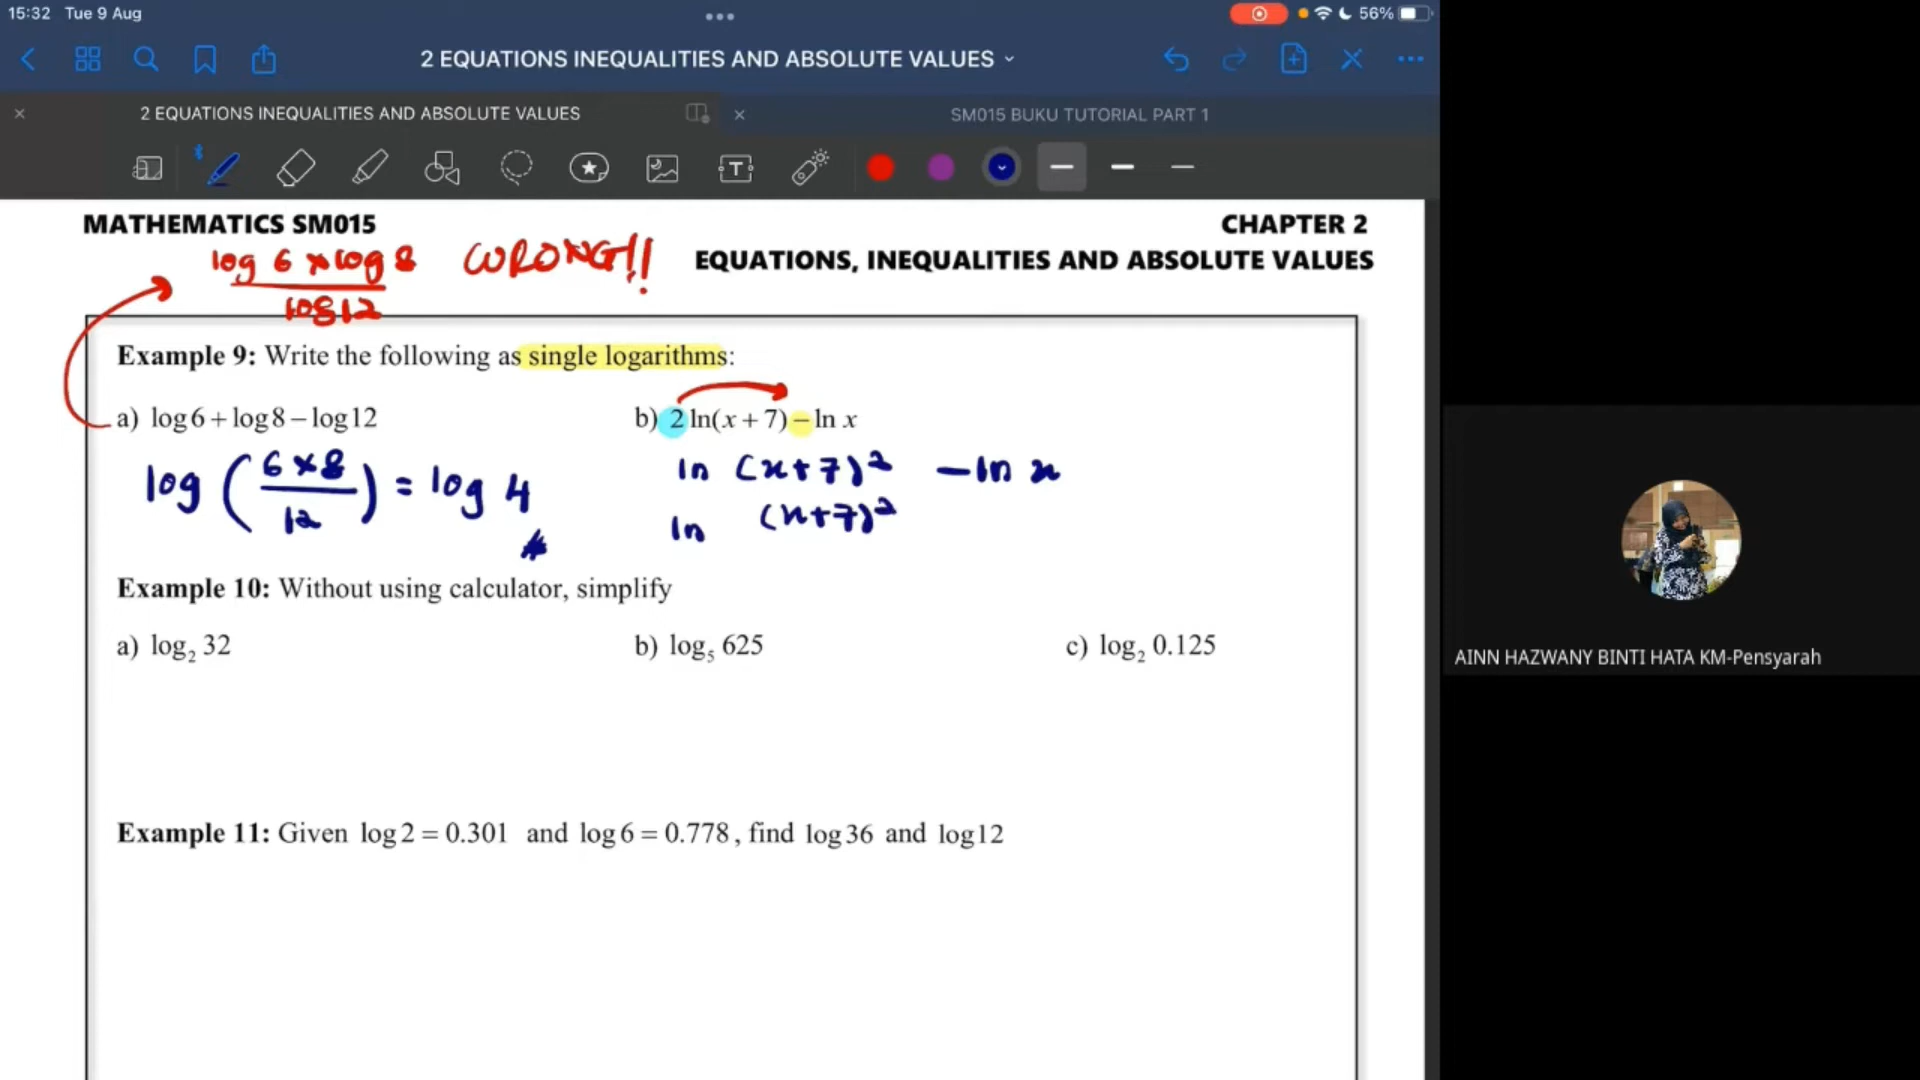 15:32 Tue 9 Aug
56%
2 EQUATIONS INEQUALITIES AND ABSOLUTE VALUES
2 EQUATIONS INEQUALITIES AND ABSOLUTE VALUES
SM015 BUKU TUTORIAL PART 1
MATHEMATICS SM015
CHAPTER 2
EQUATIONS, INEQUALITIES AND ABSOLUTE VALUES
log 6 × log 8
log 12
WRONG!!
Example 9: Write the following as single logarithms:
a) log 6 + log 8 − log 12
b) 2 ln(x + 7) − ln x
log (6 × 8 / 12) = log 4
ln (x+7)² − ln x
ln (x+7)²
Example 10: Without using calculator, simplify
a) log₂ 32
b) log₅ 625
c) log₂ 0.125
Example 11: Given log 2 = 0.301 and log 6 = 0.778, find log 36 and log 12
AINN HAZWANY BINTI HATA KM-Pensyarah